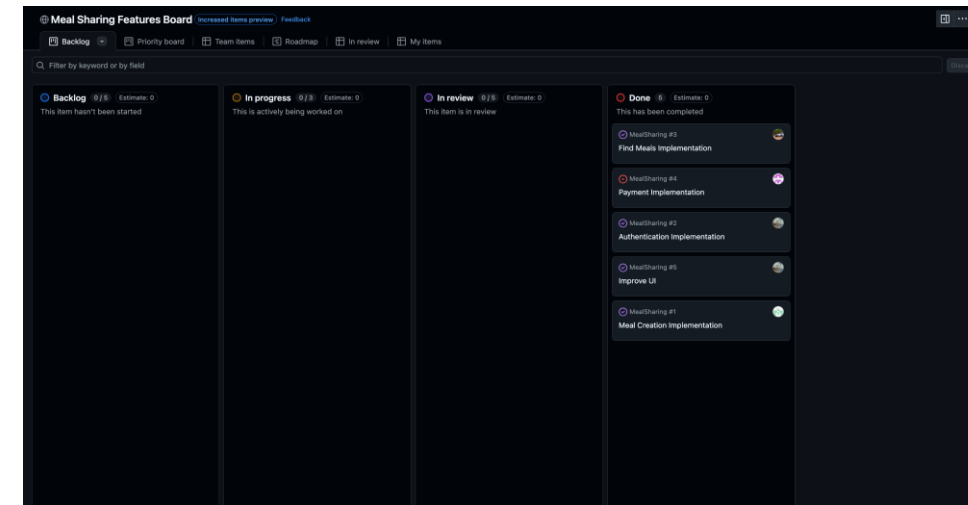 Meal Sharing Features Board Increased items preview Feedback
Backlog Priority board Team items Roadmap In review My items
Filter by keyword or by field
Backlog 0 / 5 Estimate: 0
This item hasn't been started
In progress 0 / 3 Estimate: 0
This is actively being worked on
In review 0 / 5 Estimate: 0
This item is in review
Done 5 Estimate: 0
This has been completed
MealSharing #3
Find Meals Implementation
MealSharing #4
Payment Implementation
MealSharing #2
Authentication Implementation
MealSharing #5
Improve UI
MealSharing #1
Meal Creation Implementation